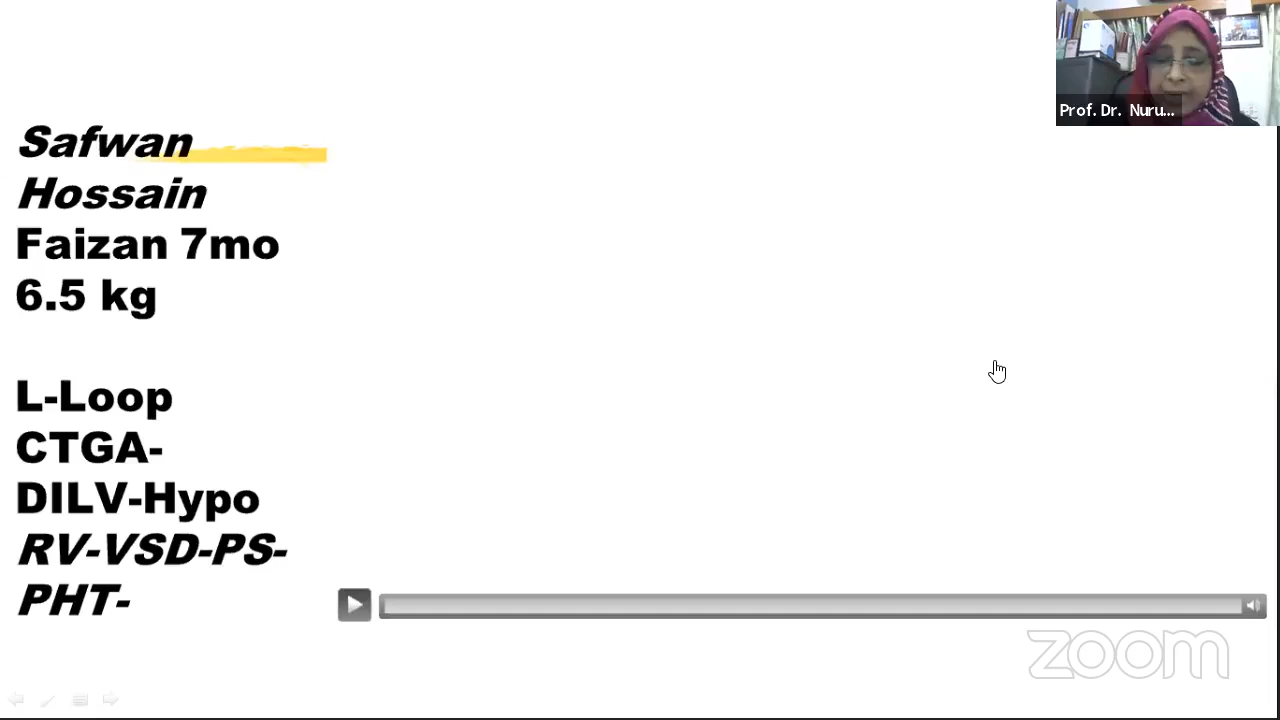 Safwan
Hossain
Faizan 7mo
6.5 kg
L-Loop
CTGA-
DILV-Hypo
RV-VSD-PS-
PHT-
Prof. Dr. Nuru...
zoom